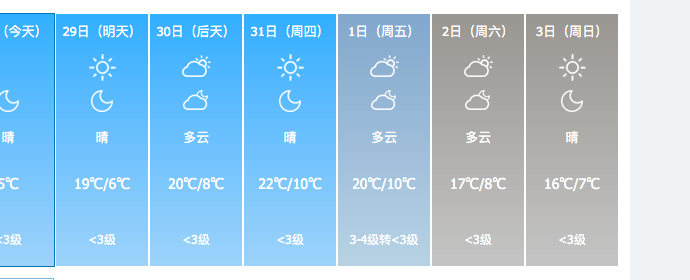 （今天）
29日（明天）
30日（后天）
31日（周四）
1日（周五）
2日（周六）
3日（周日）
晴
晴
多云
晴
多云
多云
晴
5℃
19℃/6℃
20℃/8℃
22℃/10℃
20℃/10℃
17℃/8℃
16℃/7℃
<3级
<3级
<3级
<3级
3-4级转<3级
<3级
<3级